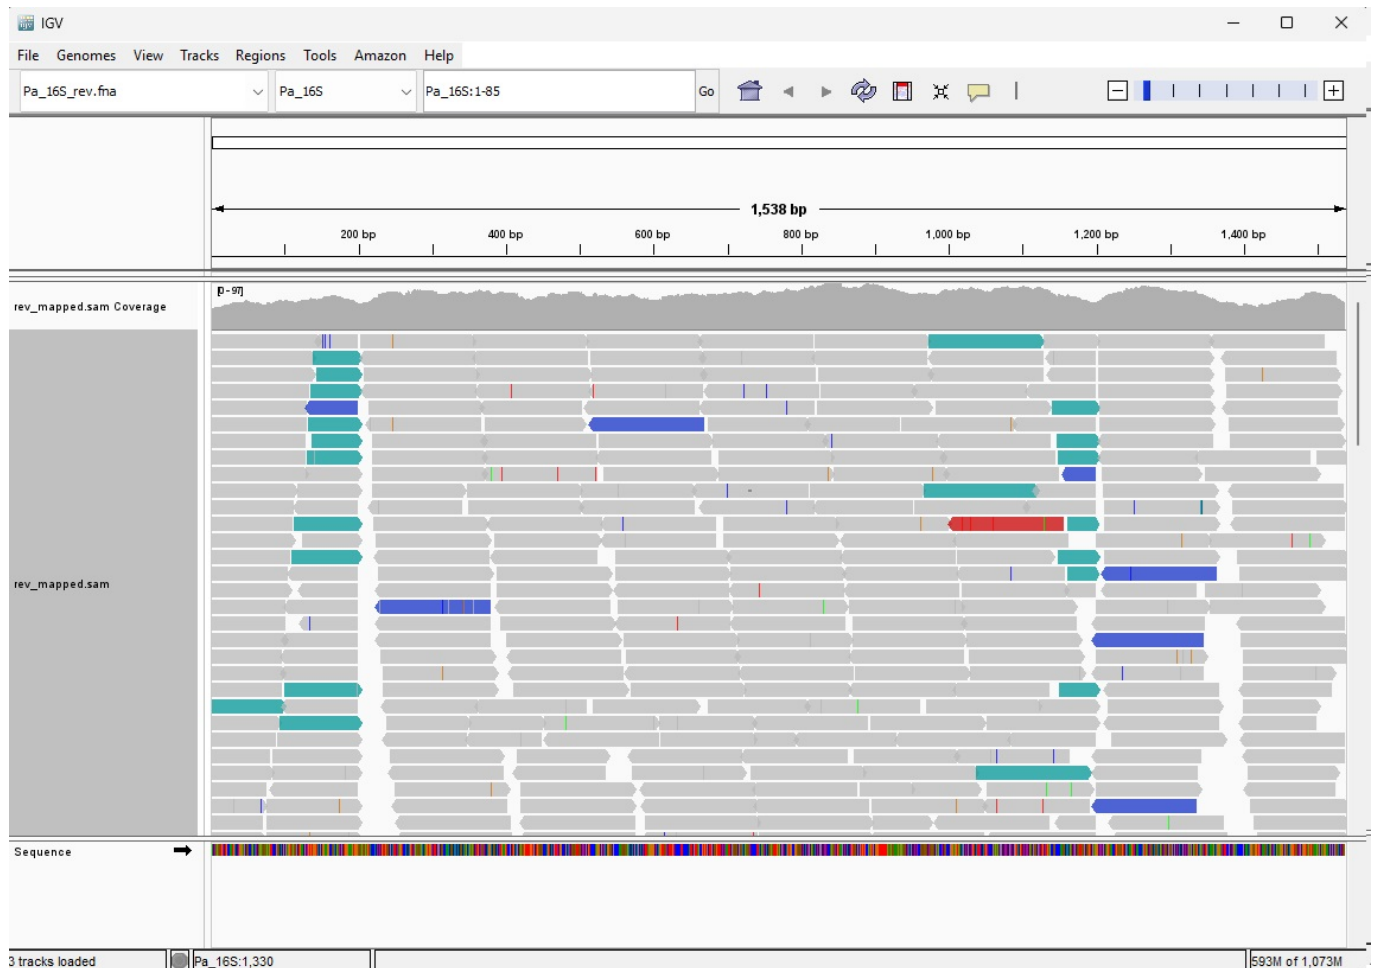 IGV
File Genomes View Tracks Regions Tools Amazon Help
Pa_16S_rev.fna Pa_16S Pa_16S:1-85 Go
1,538 bp
200 bp 400 bp 600 bp 800 bp 1,000 bp 1,200 bp 1,400 bp
[0 - 97]
rev_mapped.sam Coverage
rev_mapped.sam
Sequence
3 tracks loaded Pa_16S:1,330 593M of 1,073M